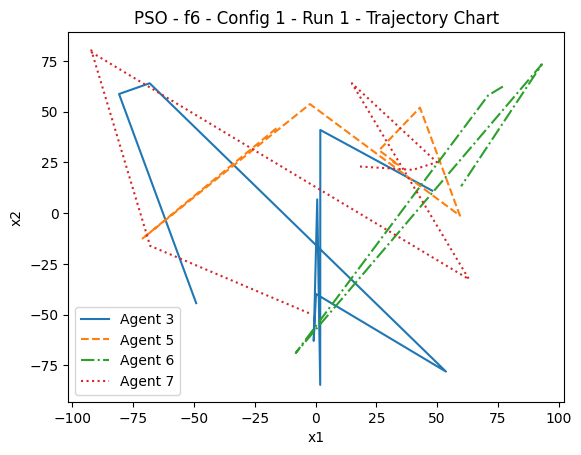 PSO - f6 - Config 1 - Run 1 - Trajectory Chart
x2
75
50
25
0
−25
−50
−75
Agent 3
Agent 5
Agent 6
Agent 7
−100 −75 −50 −25 0 25 50 75 100
x1